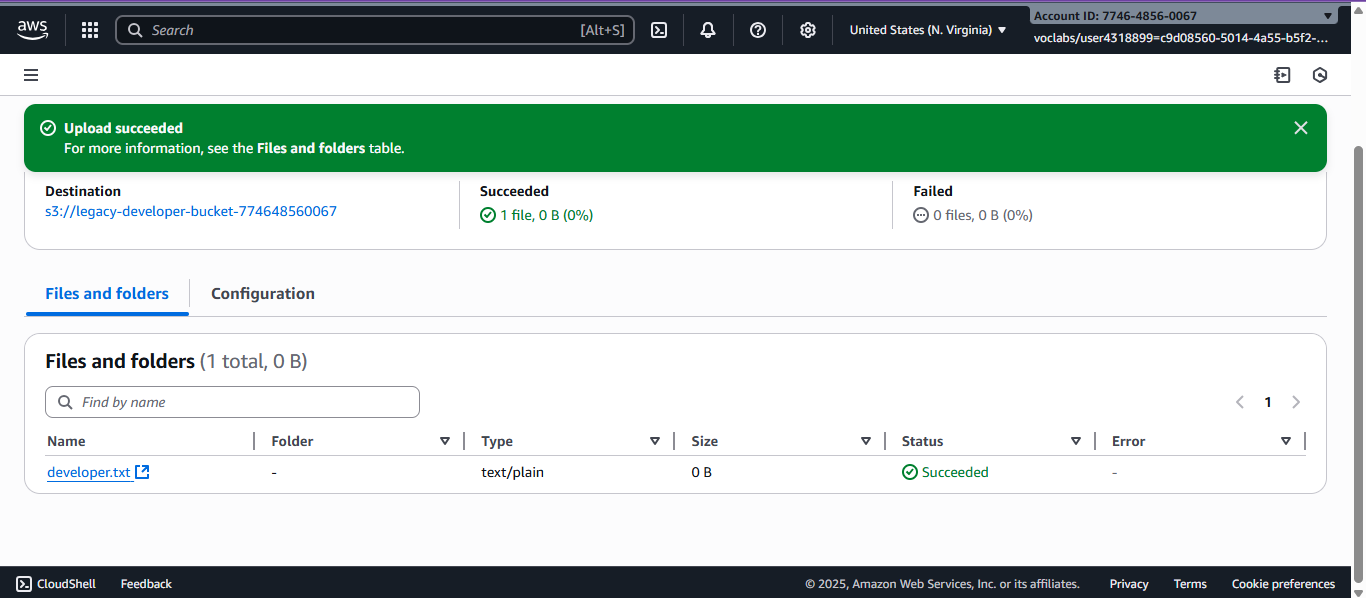 aws
Search [Alt+S]
United States (N. Virginia)
Account ID: 7746-4856-0067
voclabs/user4318899=c9d08560-5014-4a55-b5f2-...
Upload succeeded
For more information, see the Files and folders table.
Destination Succeeded Failed
s3://legacy-developer-bucket-774648560067 1 file, 0 B (0%) 0 files, 0 B (0%)
Files and folders Configuration
Files and folders (1 total, 0 B)
Find by name 1
Name Folder Type Size Status Error
developer.txt - text/plain 0 B Succeeded -
CloudShell Feedback © 2025, Amazon Web Services, Inc. or its affiliates. Privacy Terms Cookie preferences